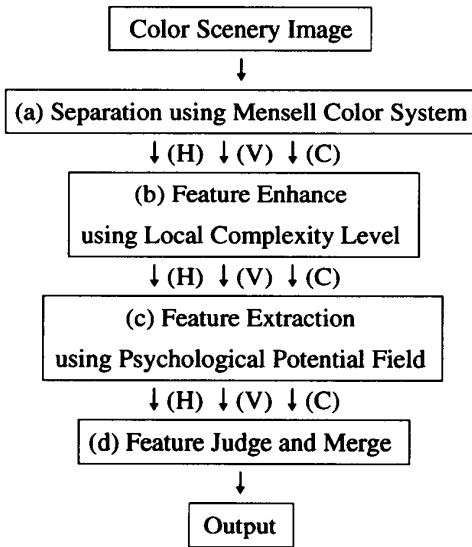 Color Scenery Image
↓
(a) Separation using Mensell Color System
↓ (H) ↓ (V) ↓ (C)
(b) Feature Enhance
using Local Complexity Level
↓ (H) ↓ (V) ↓ (C)
(c) Feature Extraction
using Psychological Potential Field
↓ (H) ↓ (V) ↓ (C)
(d) Feature Judge and Merge
↓
Output